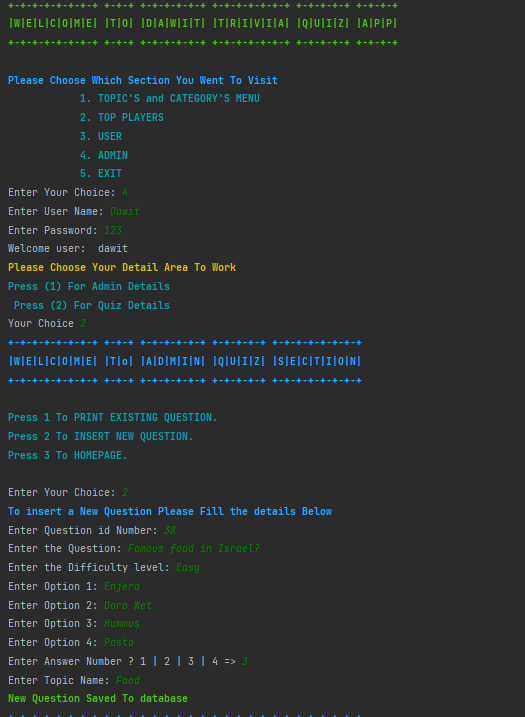 +-+-+-+-+-+-+-+ +-+-+ +-+-+-+-+-+ +-+-+-+-+-+-+ +-+-+-+-+ +-+-+-+
|W|E|L|C|O|M|E| |T|O| |D|A|W|I|T| |T|R|I|V|I|A| |Q|U|I|Z| |A|P|P|
+-+-+-+-+-+-+-+ +-+-+ +-+-+-+-+-+ +-+-+-+-+-+-+ +-+-+-+-+ +-+-+-+
Please Choose Which Section You Went To Visit
1. TOPIC'S and CATEGORY'S MENU
2. TOP PLAYERS
3. USER
4. ADMIN
5. EXIT
Enter Your Choice: 4
Enter User Name: Dawit
Enter Password: 123
Welcome user:  dawit
Please Choose Your Detail Area To Work
Press (1) For Admin Details
Press (2) For Quiz Details
Your Choice 2
+-+-+-+-+-+-+-+ +-+-+ +-+-+-+-+-+ +-+-+-+-+ +-+-+-+-+-+-+-+
|W|E|L|C|O|M|E| |T|o| |A|D|M|I|N| |Q|U|I|Z| |S|E|C|T|I|O|N|
+-+-+-+-+-+-+-+ +-+-+ +-+-+-+-+-+ +-+-+-+-+ +-+-+-+-+-+-+-+
Press 1 To PRINT EXISTING QUESTION.
Press 2 To INSERT NEW QUESTION.
Press 3 To HOMEPAGE.
Enter Your Choice: 2
To insert a New Question Please Fill the details Below
Enter Question id Number: 38
Enter the Question: Famous food in Israel?
Enter the Difficulty level: Easy
Enter Option 1: Enjera
Enter Option 2: Doro Wet
Enter Option 3: Hummus
Enter Option 4: Pasta
Enter Answer Number ? 1 | 2 | 3 | 4 => 3
Enter Topic Name: Food
New Question Saved To database